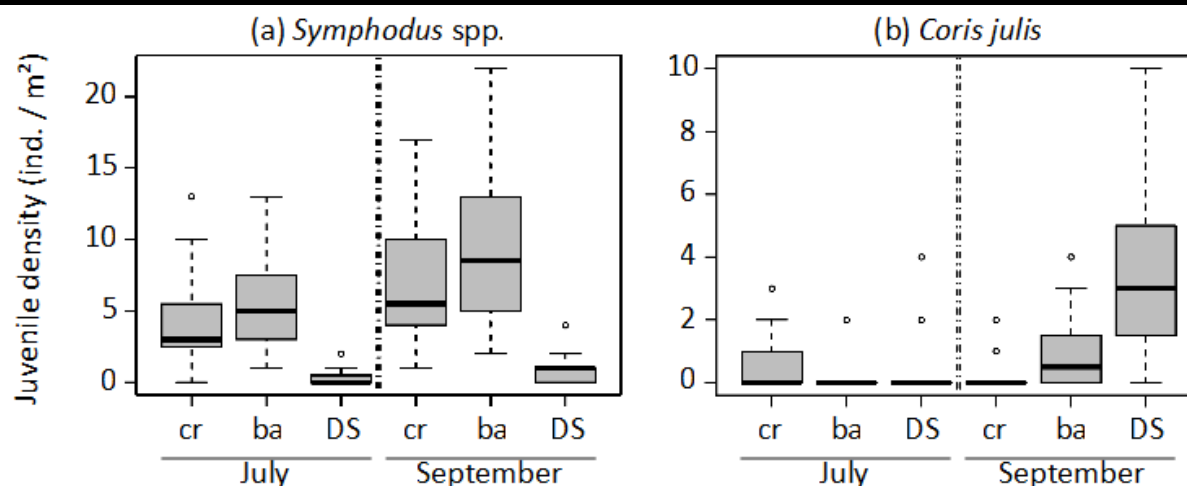 (a) Symphodus spp.
(b) Coris julis
Juvenile density (ind. / m²)
20
15
10
5
0
cr ba DS cr ba DS
July September
10
8
6
4
2
0
cr ba DS cr ba DS
July September